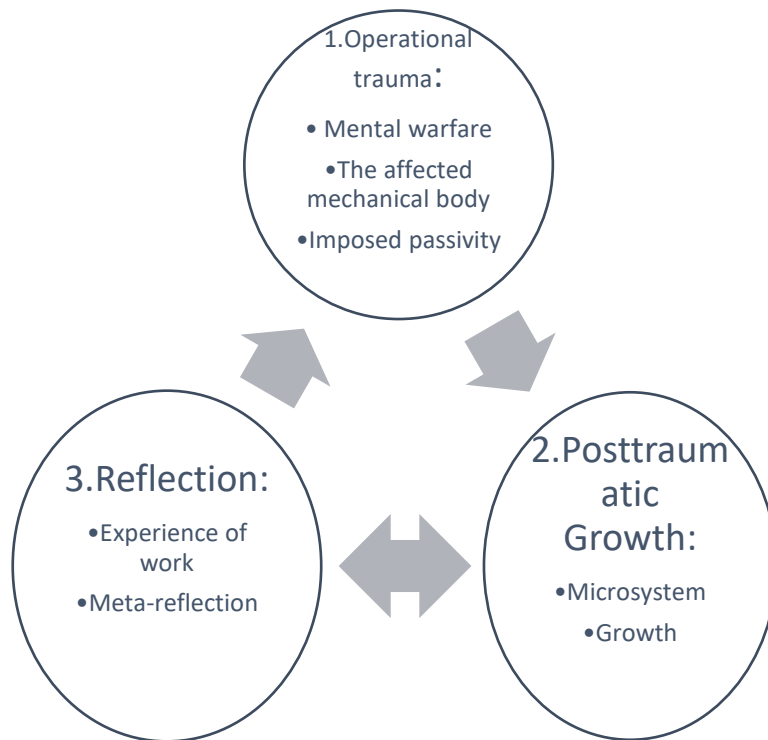 1.Operational
trauma:
• Mental warfare
•The affected
mechanical body
•Imposed passivity
2.Posttraum
atic
Growth:
•Microsystem
•Growth
3.Reflection:
•Experience of
work
•Meta-reflection